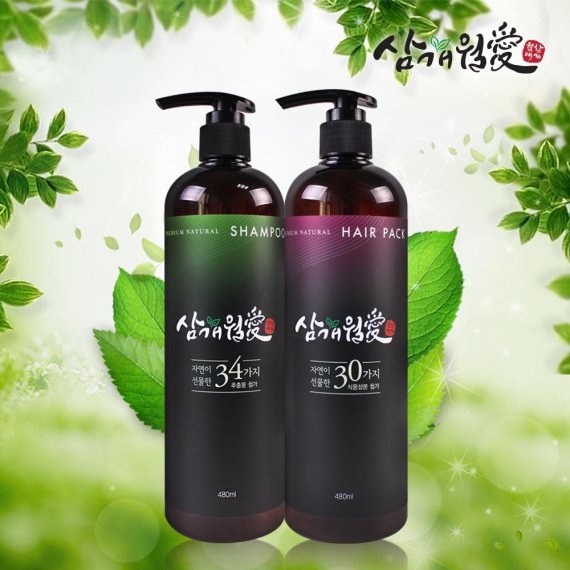 삼개월愛
PREMIUM NATURAL SHAMPOO
삼개월愛
자연이
선물한 34가지
추출물 첨가
480ml
PREMIUM NATURAL HAIR PACK
삼개월愛
자연이
선물한 30가지
식물성분 첨가
480ml